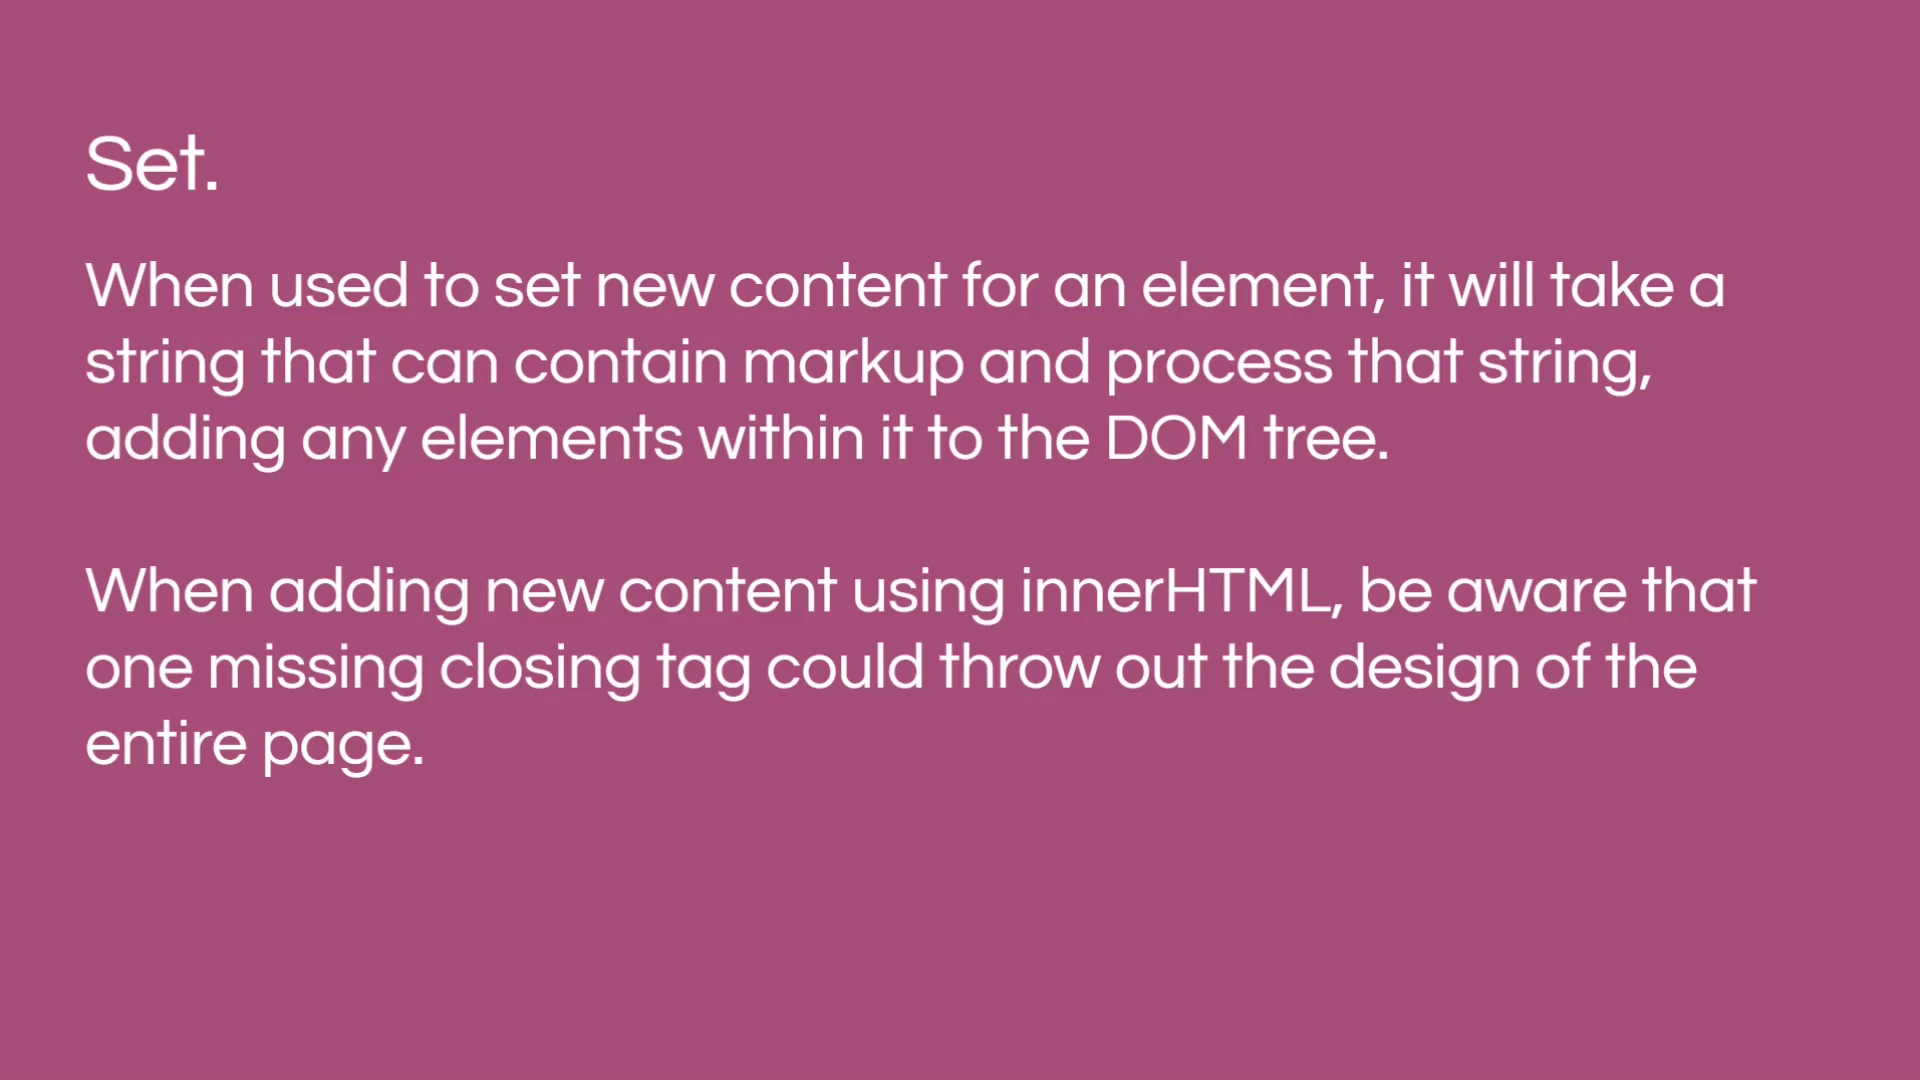 Set.
When used to set new content for an element, it will take a
string that can contain markup and process that string,
adding any elements within it to the DOM tree.
When adding new content using innerHTML, be aware that
one missing closing tag could throw out the design of the
entire page.